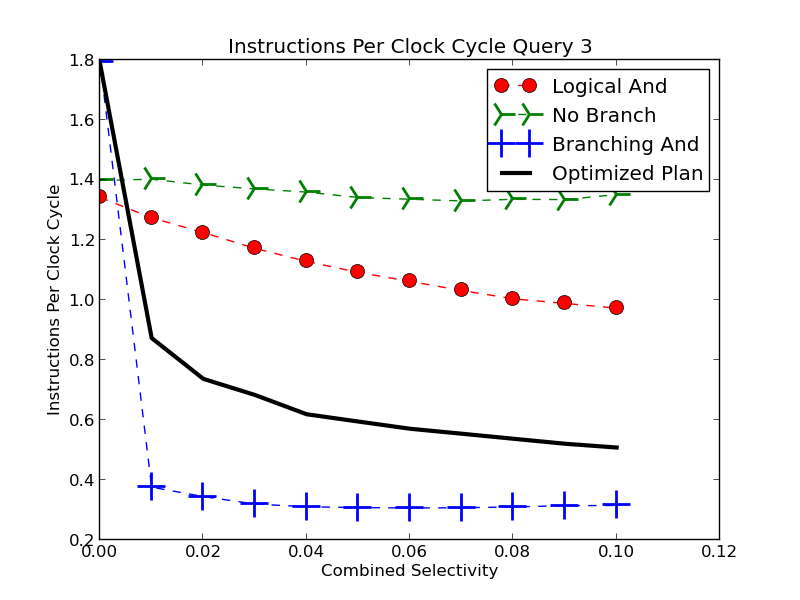 Instructions Per Clock Cycle Query 3
Logical And
No Branch
Branching And
Optimized Plan
Instructions Per Clock Cycle
1.8
1.6
1.4
1.2
1.0
0.8
0.6
0.4
0.2
0.00 0.02 0.04 0.06 0.08 0.10 0.12
Combined Selectivity